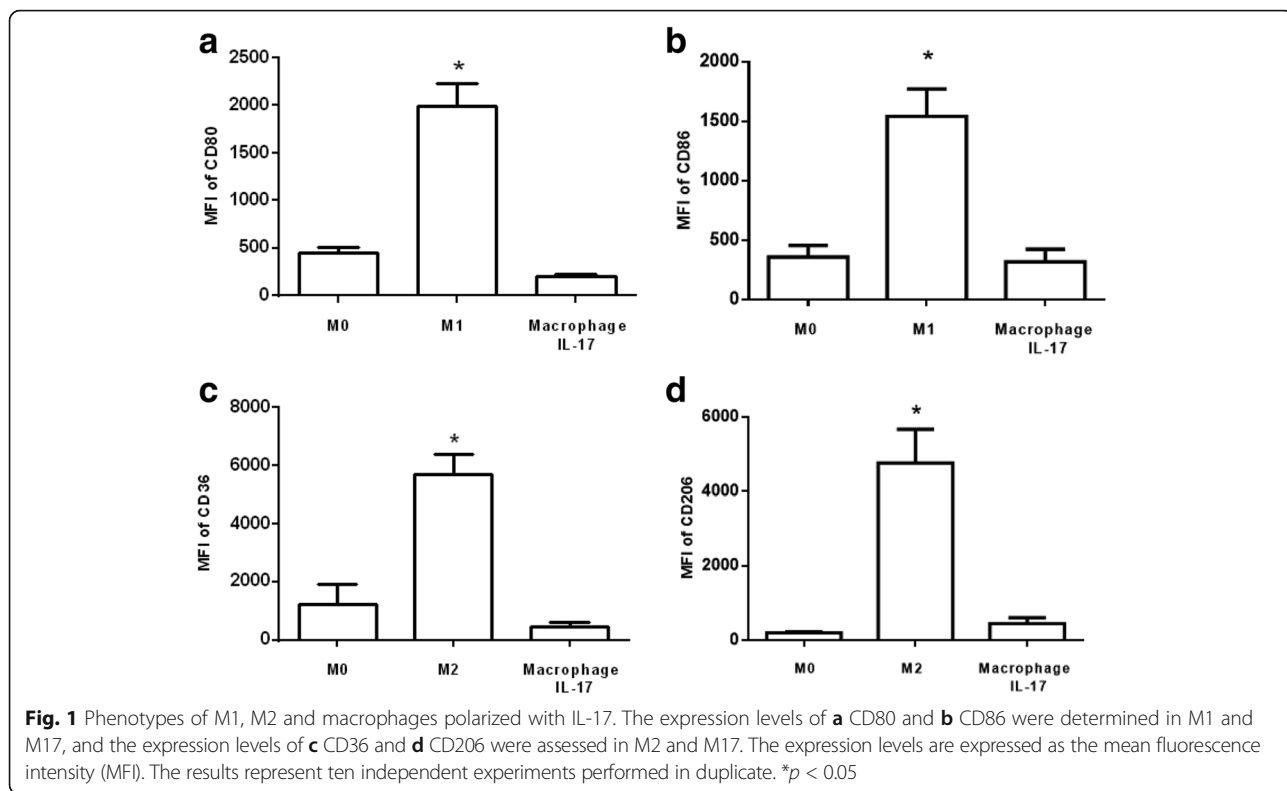 a
MFI of CD80
2500
2000
1500
1000
500
0
*
M0 M1 Macrophage
IL-17
b
MFI of CD86
2000
1500
1000
500
0
*
M0 M1 Macrophage
IL-17
c
MFI of CD36
8000
6000
4000
2000
0
*
M0 M2 Macrophage
IL-17
d
MFI of CD206
6000
4000
2000
0
*
M0 M2 Macrophage
IL-17
Fig. 1 Phenotypes of M1, M2 and macrophages polarized with IL-17. The expression levels of a CD80 and b CD86 were determined in M1 and
M17, and the expression levels of c CD36 and d CD206 were assessed in M2 and M17. The expression levels are expressed as the mean fluorescence
intensity (MFI). The results represent ten independent experiments performed in duplicate. *p < 0.05